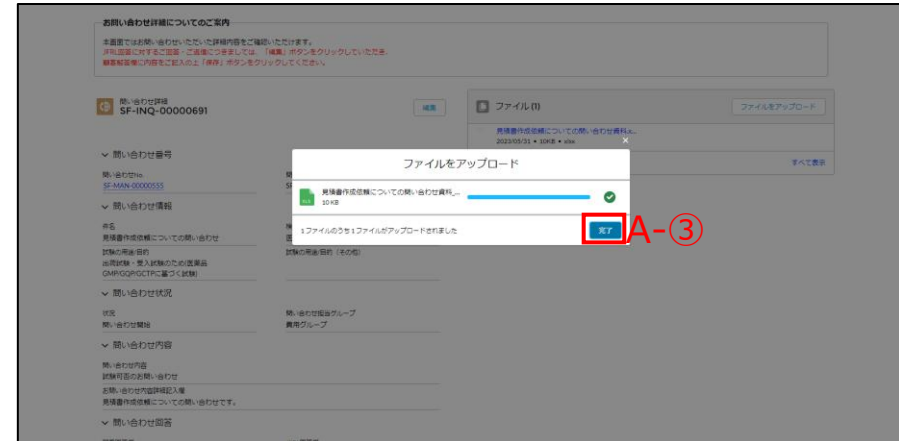 お問い合わせ詳細についてのご案内
本画面ではお問い合わせいただいた詳細内容をご確認いただけます。
弊社回答に対するご回答・ご返信につきましては、「編集」ボタンをクリックしていただき、
顧客解答欄に内容をご記入の上「保存」ボタンをクリックしてください。
問い合わせ詳細
SF-INQ-00000691
編集
ファイル (1)
ファイルをアップロード
見積書作成依頼についての問い合わせ資料.x...
2023/03/31 • 10KB • xlsx
すべて表示
問い合わせ番号
問い合わせNo.
SF-MAN-00000555
ファイルをアップロード
見積書作成依頼についての問い合わせ資料_...
10 KB
1 ファイルのうち 1 ファイルがアップロードされました
完了
A-③
問い合わせ情報
件名
見積書作成依頼についての問い合わせ
試験の用途/目的
出荷試験・受入試験のため(医薬品
GMP/GQP/GCTPに基づく試験)
試験の用途/目的（その他）
問い合わせ状況
状況
問い合わせ開始
問い合わせ担当グループ
費用グループ
問い合わせ内容
問い合わせ内容
試験可否のお問い合わせ
お問い合わせ内容詳細記入欄
見積書作成依頼についての問い合わせです。
問い合わせ回答